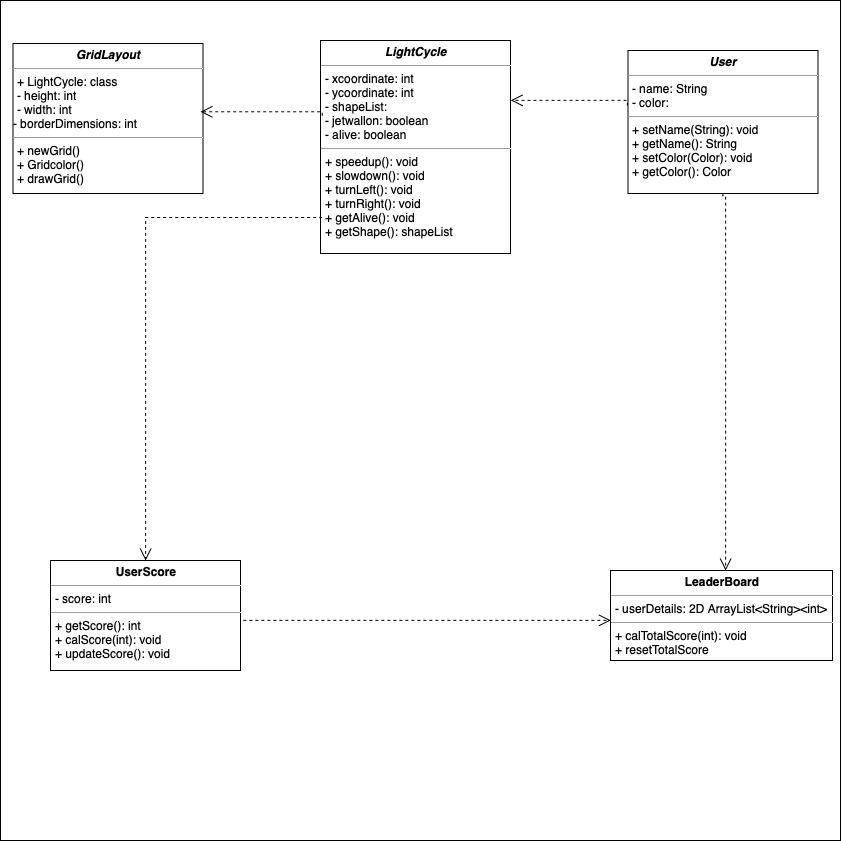 GridLayout
+ LightCycle: class
- height: int
- width: int
- borderDimensions: int
+ newGrid()
+ Gridcolor()
+ drawGrid()
LightCycle
- xcoordinate: int
- ycoordinate: int
- shapeList:
- jetwallon: boolean
- alive: boolean
+ speedup(): void
+ slowdown(): void
+ turnLeft(): void
+ turnRight(): void
+ getAlive(): void
+ getShape(): shapeList
User
- name: String
- color:
+ setName(String): void
+ getName(): String
+ setColor(Color): void
+ getColor(): Color
UserScore
- score: int
+ getScore(): int
+ calScore(int): void
+ updateScore(): void
LeaderBoard
- userDetails: 2D ArrayList<String><int>
+ calTotalScore(int): void
+ resetTotalScore